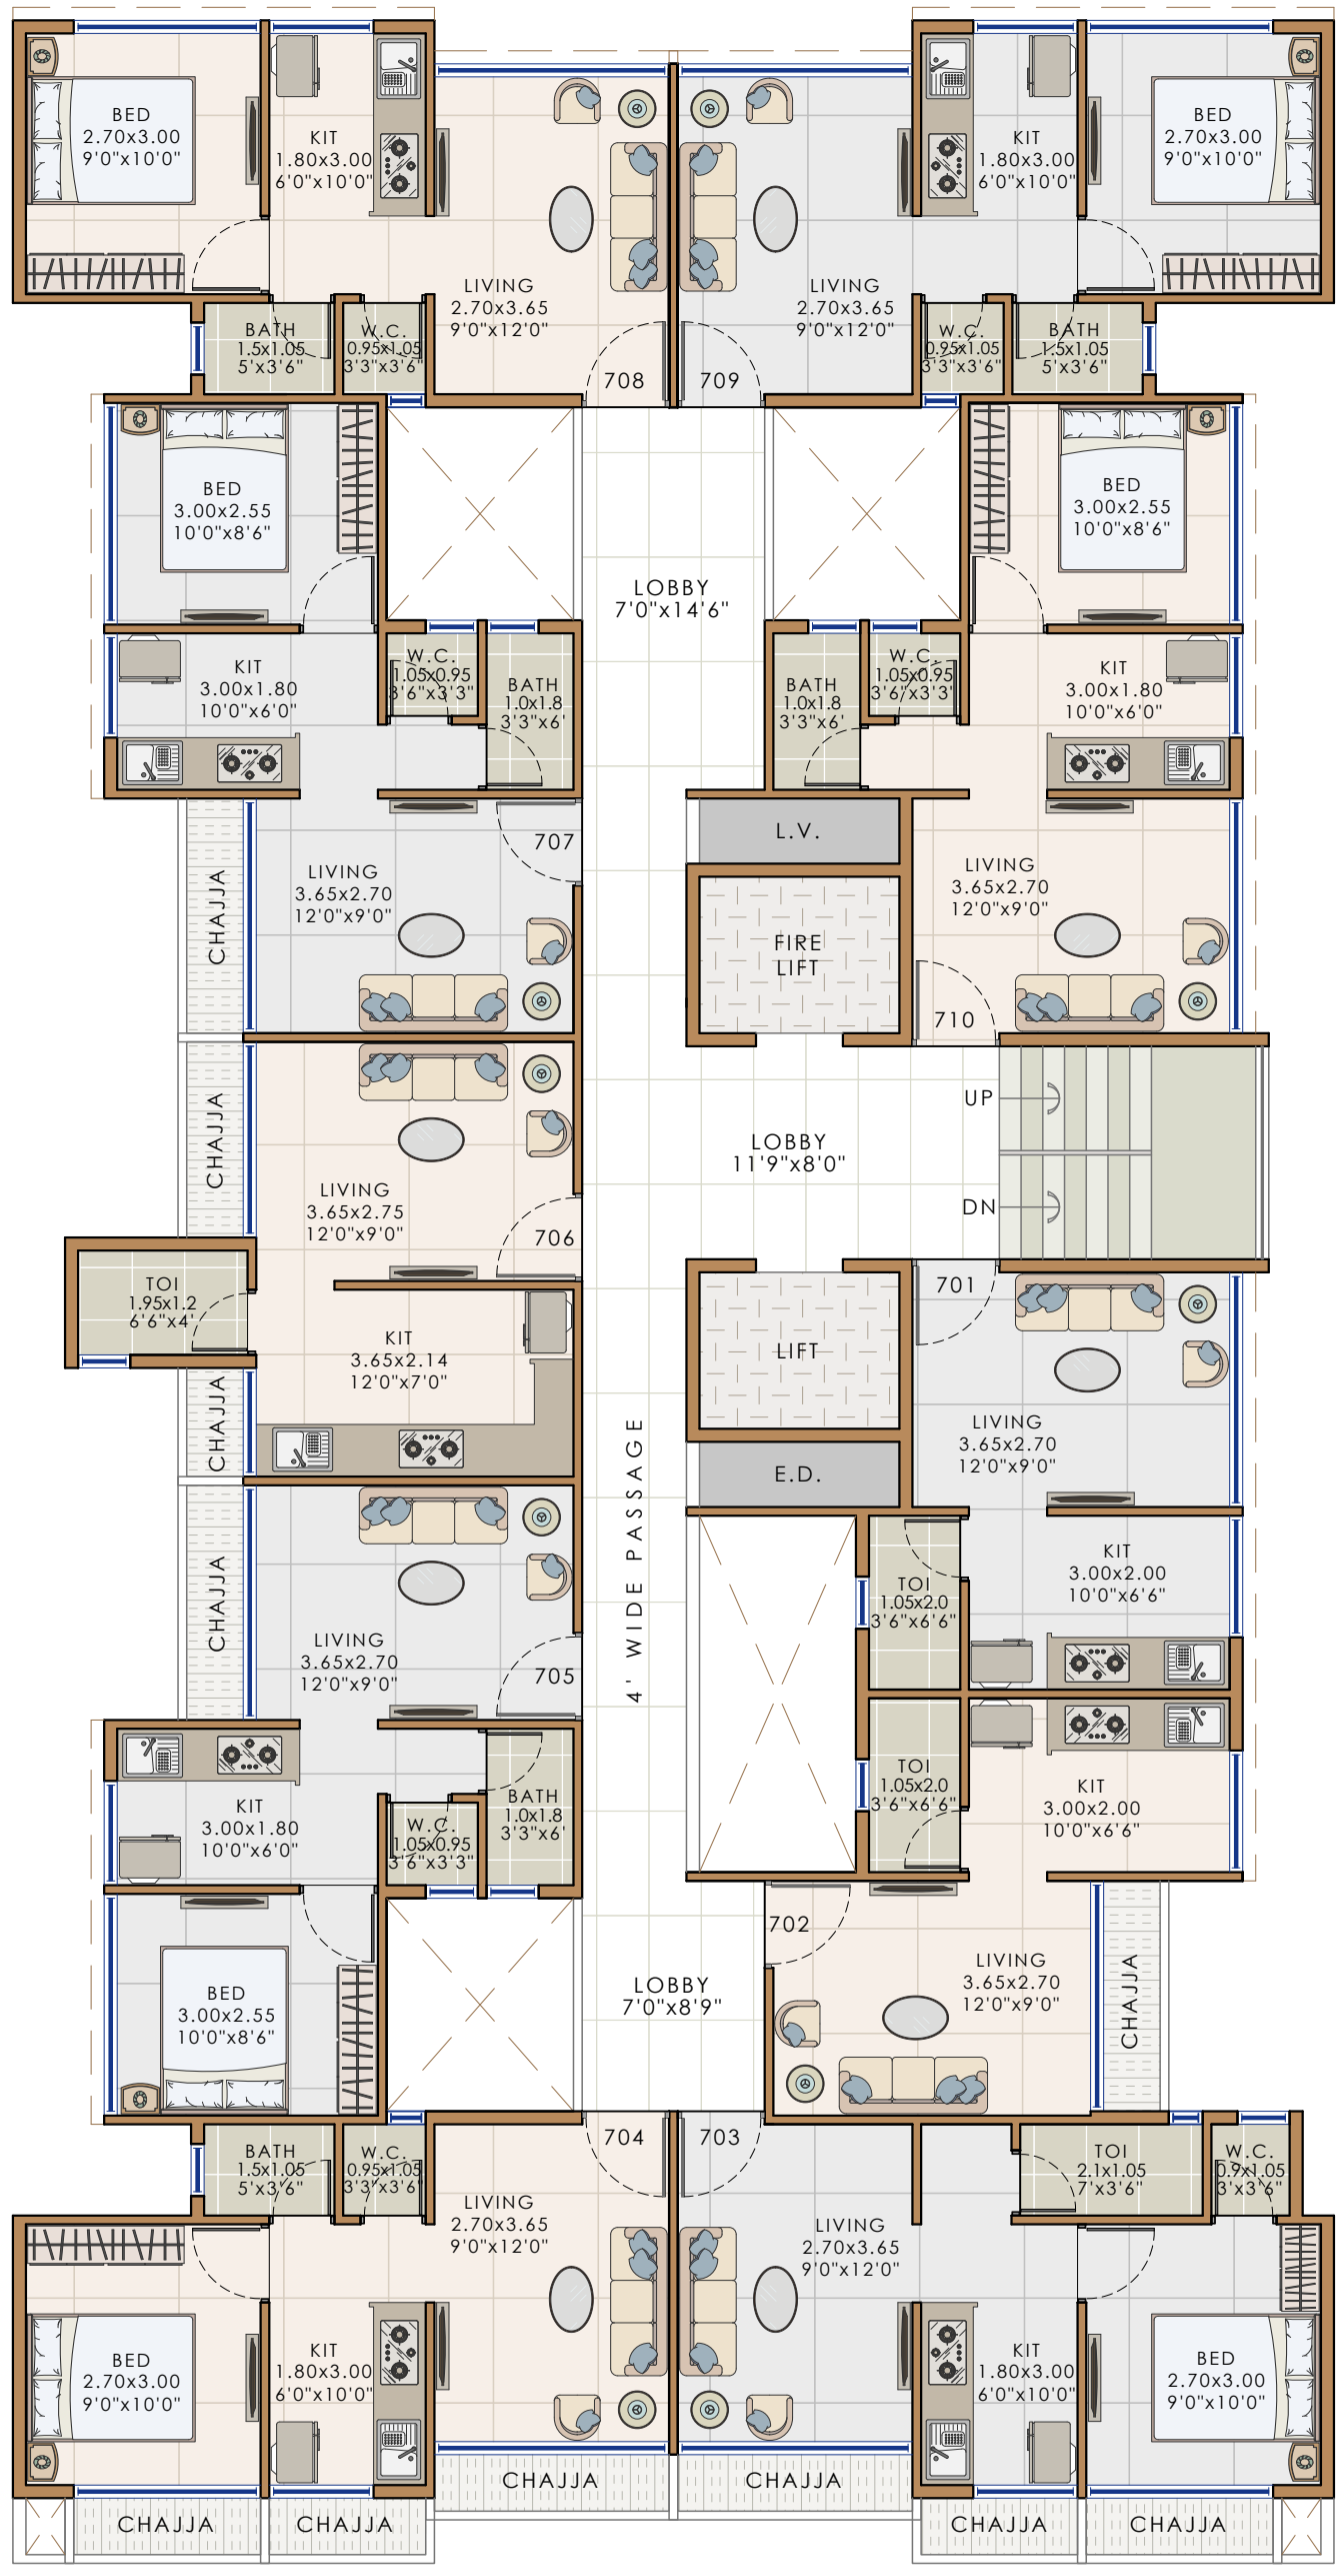 BED
2.70x3.00
9'0"x10'0"
KIT
1.80x3.00
6'0"x10'0"
LIVING
2.70x3.65
9'0"x12'0"
BATH
1.5x1.05
5'x3'6"
W.C.
0.95x1.05
3'3"x3'6"
708
KIT
1.80x3.00
6'0"x10'0"
BED
2.70x3.00
9'0"x10'0"
LIVING
2.70x3.65
9'0"x12'0"
W.C.
0.95x1.05
3'3"x3'6"
BATH
1.5x1.05
5'x3'6"
709
BED
3.00x2.55
10'0"x8'6"
KIT
3.00x1.80
10'0"x6'0"
W.C.
1.05x0.95
3'6"x3'3"
BATH
1.0x1.8
3'3"x6'
LOBBY
7'0"x14'6"
BED
3.00x2.55
10'0"x8'6"
BATH
1.0x1.8
3'3"x6'
W.C.
1.05x0.95
3'6"x3'3"
KIT
3.00x1.80
10'0"x6'0"
707
LIVING
3.65x2.70
12'0"x9'0"
CHAJJA
L.V.
FIRE
LIFT
LIVING
3.65x2.70
12'0"x9'0"
710
CHAJJA
LIVING
3.65x2.75
12'0"x9'0"
706
LOBBY
11'9"x8'0"
UP
DN
TOI
1.95x1.2
6'6"x4'
KIT
3.65x2.14
12'0"x7'0"
CHAJJA
LIFT
701
LIVING
3.65x2.70
12'0"x9'0"
E.D.
4' WIDE PASSAGE
CHAJJA
LIVING
3.65x2.70
12'0"x9'0"
705
TOI
1.05x2.0
3'6"x6'6"
KIT
3.00x2.00
10'0"x6'6"
TOI
1.05x2.0
3'6"x6'6"
KIT
3.00x2.00
10'0"x6'6"
KIT
3.00x1.80
10'0"x6'0"
W.C.
1.05x0.95
3'6"x3'3"
BATH
1.0x1.8
3'3"x6'
702
LIVING
3.65x2.70
12'0"x9'0"
CHAJJA
BED
3.00x2.55
10'0"x8'6"
LOBBY
7'0"x8'9"
BATH
1.5x1.05
5'x3'6"
W.C.
0.95x1.05
3'3"x3'6"
704
LIVING
2.70x3.65
9'0"x12'0"
703
LIVING
2.70x3.65
9'0"x12'0"
TOI
2.1x1.05
7'x3'6"
W.C.
0.9x1.05
3'x3'6"
BED
2.70x3.00
9'0"x10'0"
KIT
1.80x3.00
6'0"x10'0"
KIT
1.80x3.00
6'0"x10'0"
BED
2.70x3.00
9'0"x10'0"
CHAJJA
CHAJJA
CHAJJA
CHAJJA
CHAJJA
CHAJJA